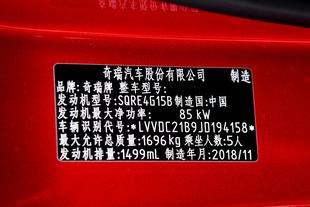 奇瑞汽车股份有限公司 制造
品牌: 奇瑞 整车型号:
发动机型号: SQRE4G15B 制造国: 中国
发动机最大净功率: 85 kW
车辆识别代号: *LVVDC21B9JD194158*
最大允许总质量: 1696kg 乘坐人数: 5人
发动机排量: 1499mL 制造年月: 2018/11